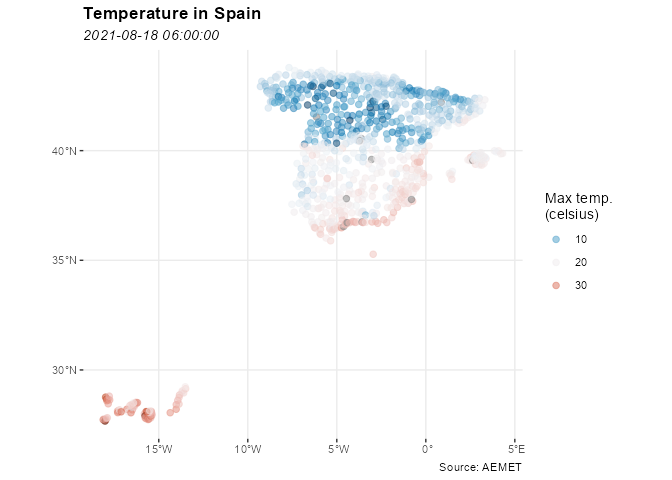 Temperature in Spain
2021-08-18 06:00:00
40°N
35°N
30°N
15°W
10°W
5°W
0°
5°E
Max temp.
(celsius)
10
20
30
Source: AEMET